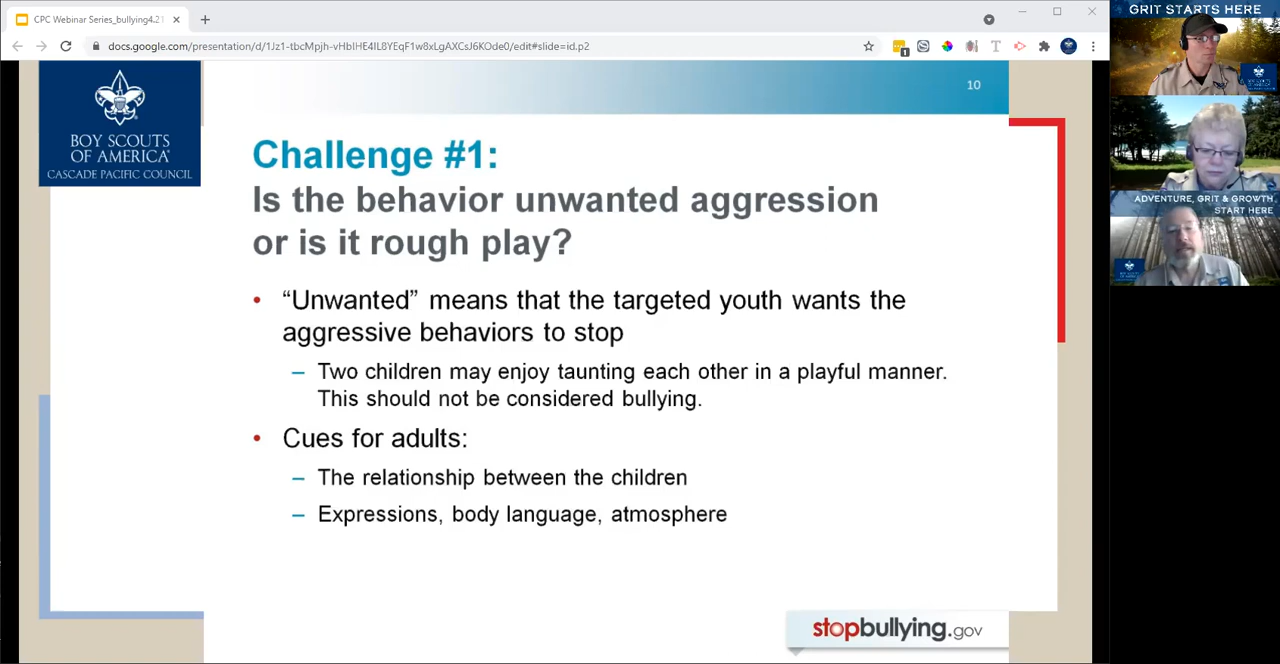 CPC Webinar Series_bullying4.21
docs.google.com/presentation/d/1Jz1-tbcMpjh-vHbIHE4IL8YEqF1w8xLgAXCsJ6KOde0/edit#slide=id.p2
10
BOY SCOUTS
OF AMERICA
CASCADE PACIFIC COUNCIL
Challenge #1:
Is the behavior unwanted aggression
or is it rough play?
• “Unwanted” means that the targeted youth wants the
aggressive behaviors to stop
– Two children may enjoy taunting each other in a playful manner.
This should not be considered bullying.
• Cues for adults:
– The relationship between the children
– Expressions, body language, atmosphere
stopbullying.gov
GRIT STARTS HERE
ADVENTURE, GRIT & GROWTH
START HERE